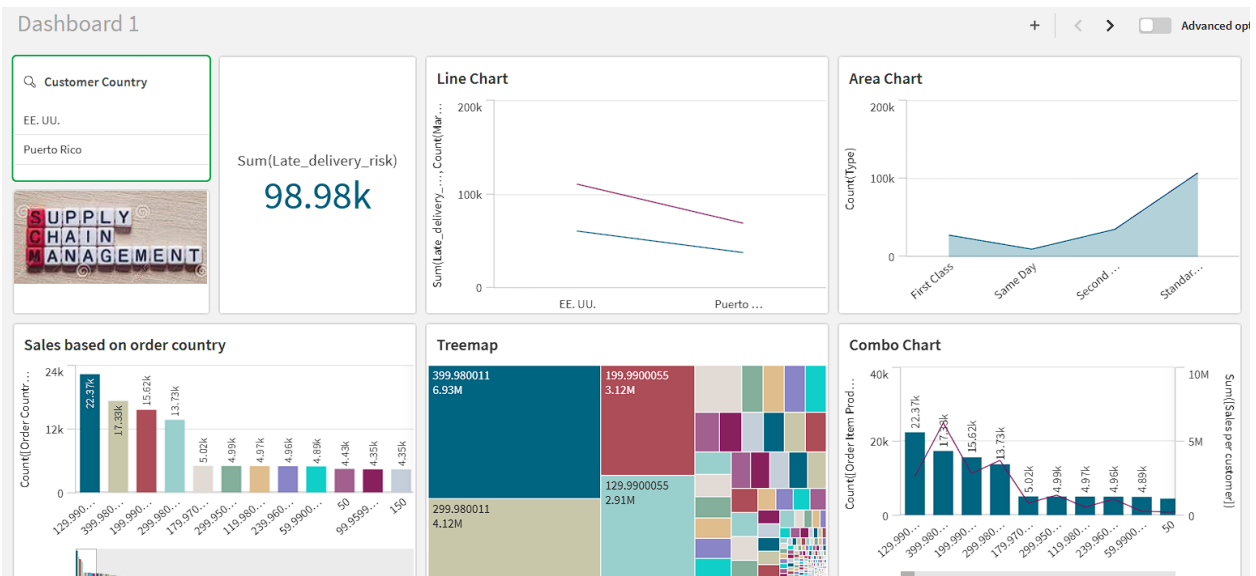 Dashboard 1
+
Advanced opt
Customer Country
EE. UU.
Puerto Rico
SUPPLY
CHAIN
MANAGEMENT
Sum(Late_delivery_risk)
98.98k
Line Chart
Sum(Late_delivery_..., Count(Mar...
200k
100k
0
EE. UU.
Puerto ...
Area Chart
Count(Type)
200k
100k
0
First Class
Same Day
Second ...
Standar...
Sales based on order country
Count([Order Countr...
24k
12k
0
22.37k
17.33k
15.62k
13.73k
5.02k
4.99k
4.97k
4.96k
4.89k
4.43k
4.35k
4.35k
129.990...
399.980...
199.990...
299.980...
179.970...
299.950...
119.980...
239.960...
59.9900...
50
99.9599...
150
Treemap
399.980011
6.93M
199.9900055
3.12M
299.980011
4.12M
129.9900055
2.91M
Combo Chart
Count([Order Item Prod...
40k
20k
0
22.37k
17.33k
15.62k
13.73k
5.02k
4.99k
4.97k
4.96k
4.89k
10M
5M
0
Sum([Sales per customer])
129.990...
399.980...
199.990...
299.980...
179.970...
299.950...
119.980...
239.960...
59.9900...
50